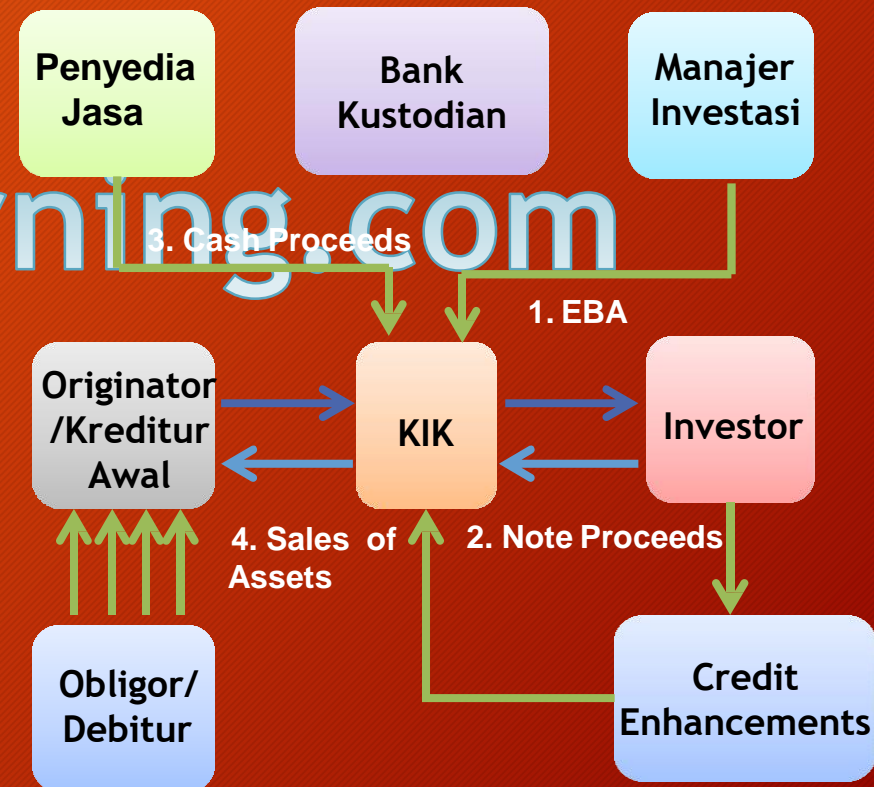 Penyedia
Jasa
Bank
Kustodian
Manajer
Investasi
ning.com
3. Cash Proceeds
1. EBA
Originator
/Kreditur
Awal
KIK
Investor
4. Sales of
Assets
2. Note Proceeds
Obligor/
Debitur
Credit
Enhancements